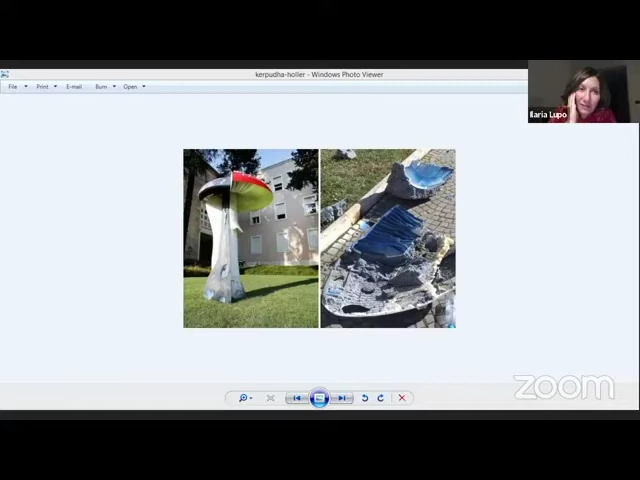 kerpudha-holler - Windows Photo Viewer
File Print E-mail Burn Open
Ilaria Lupo
zoom